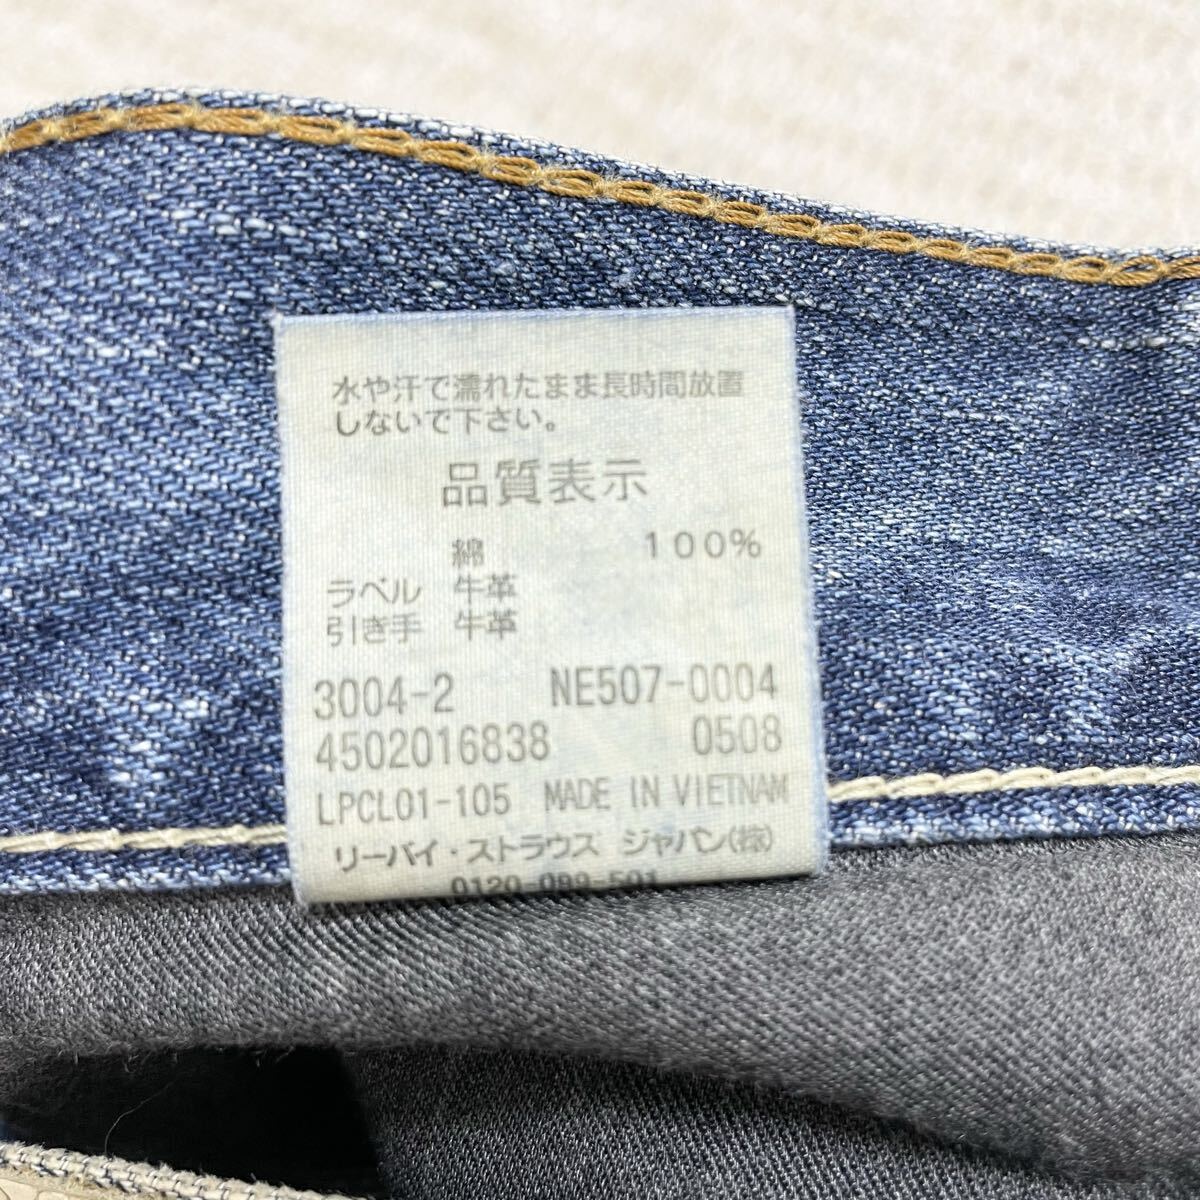 水や汗で濡れたまま長時間放置
しないで下さい。
品質表示
綿 100%
ラベル 牛革
引き手 牛革
3004-2 NE507-0004
4502016838 0508
LPCL01-105 MADE IN VIETNAM
リーバイ・ストラウス ジャパン(株)
0120-099-501